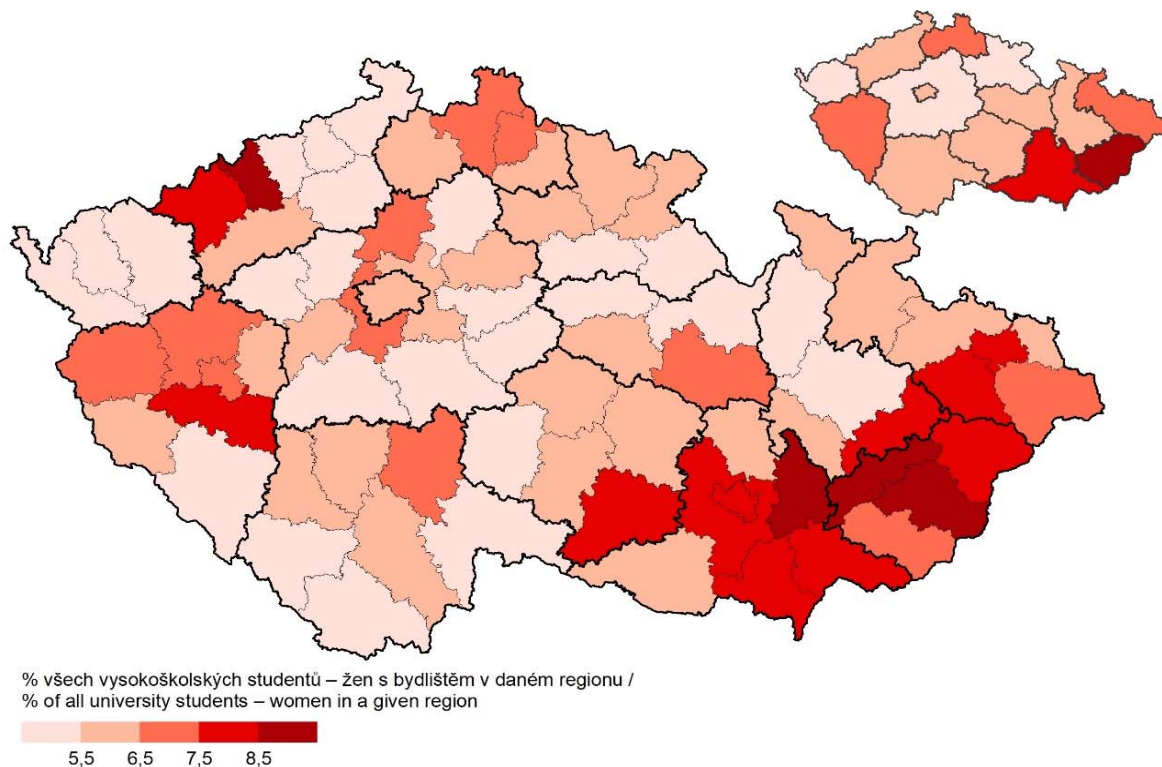 % všech vysokoškolských studentů – žen s bydlištěm v daném regionu /
% of all university students – women in a given region
5,5 6,5 7,5 8,5